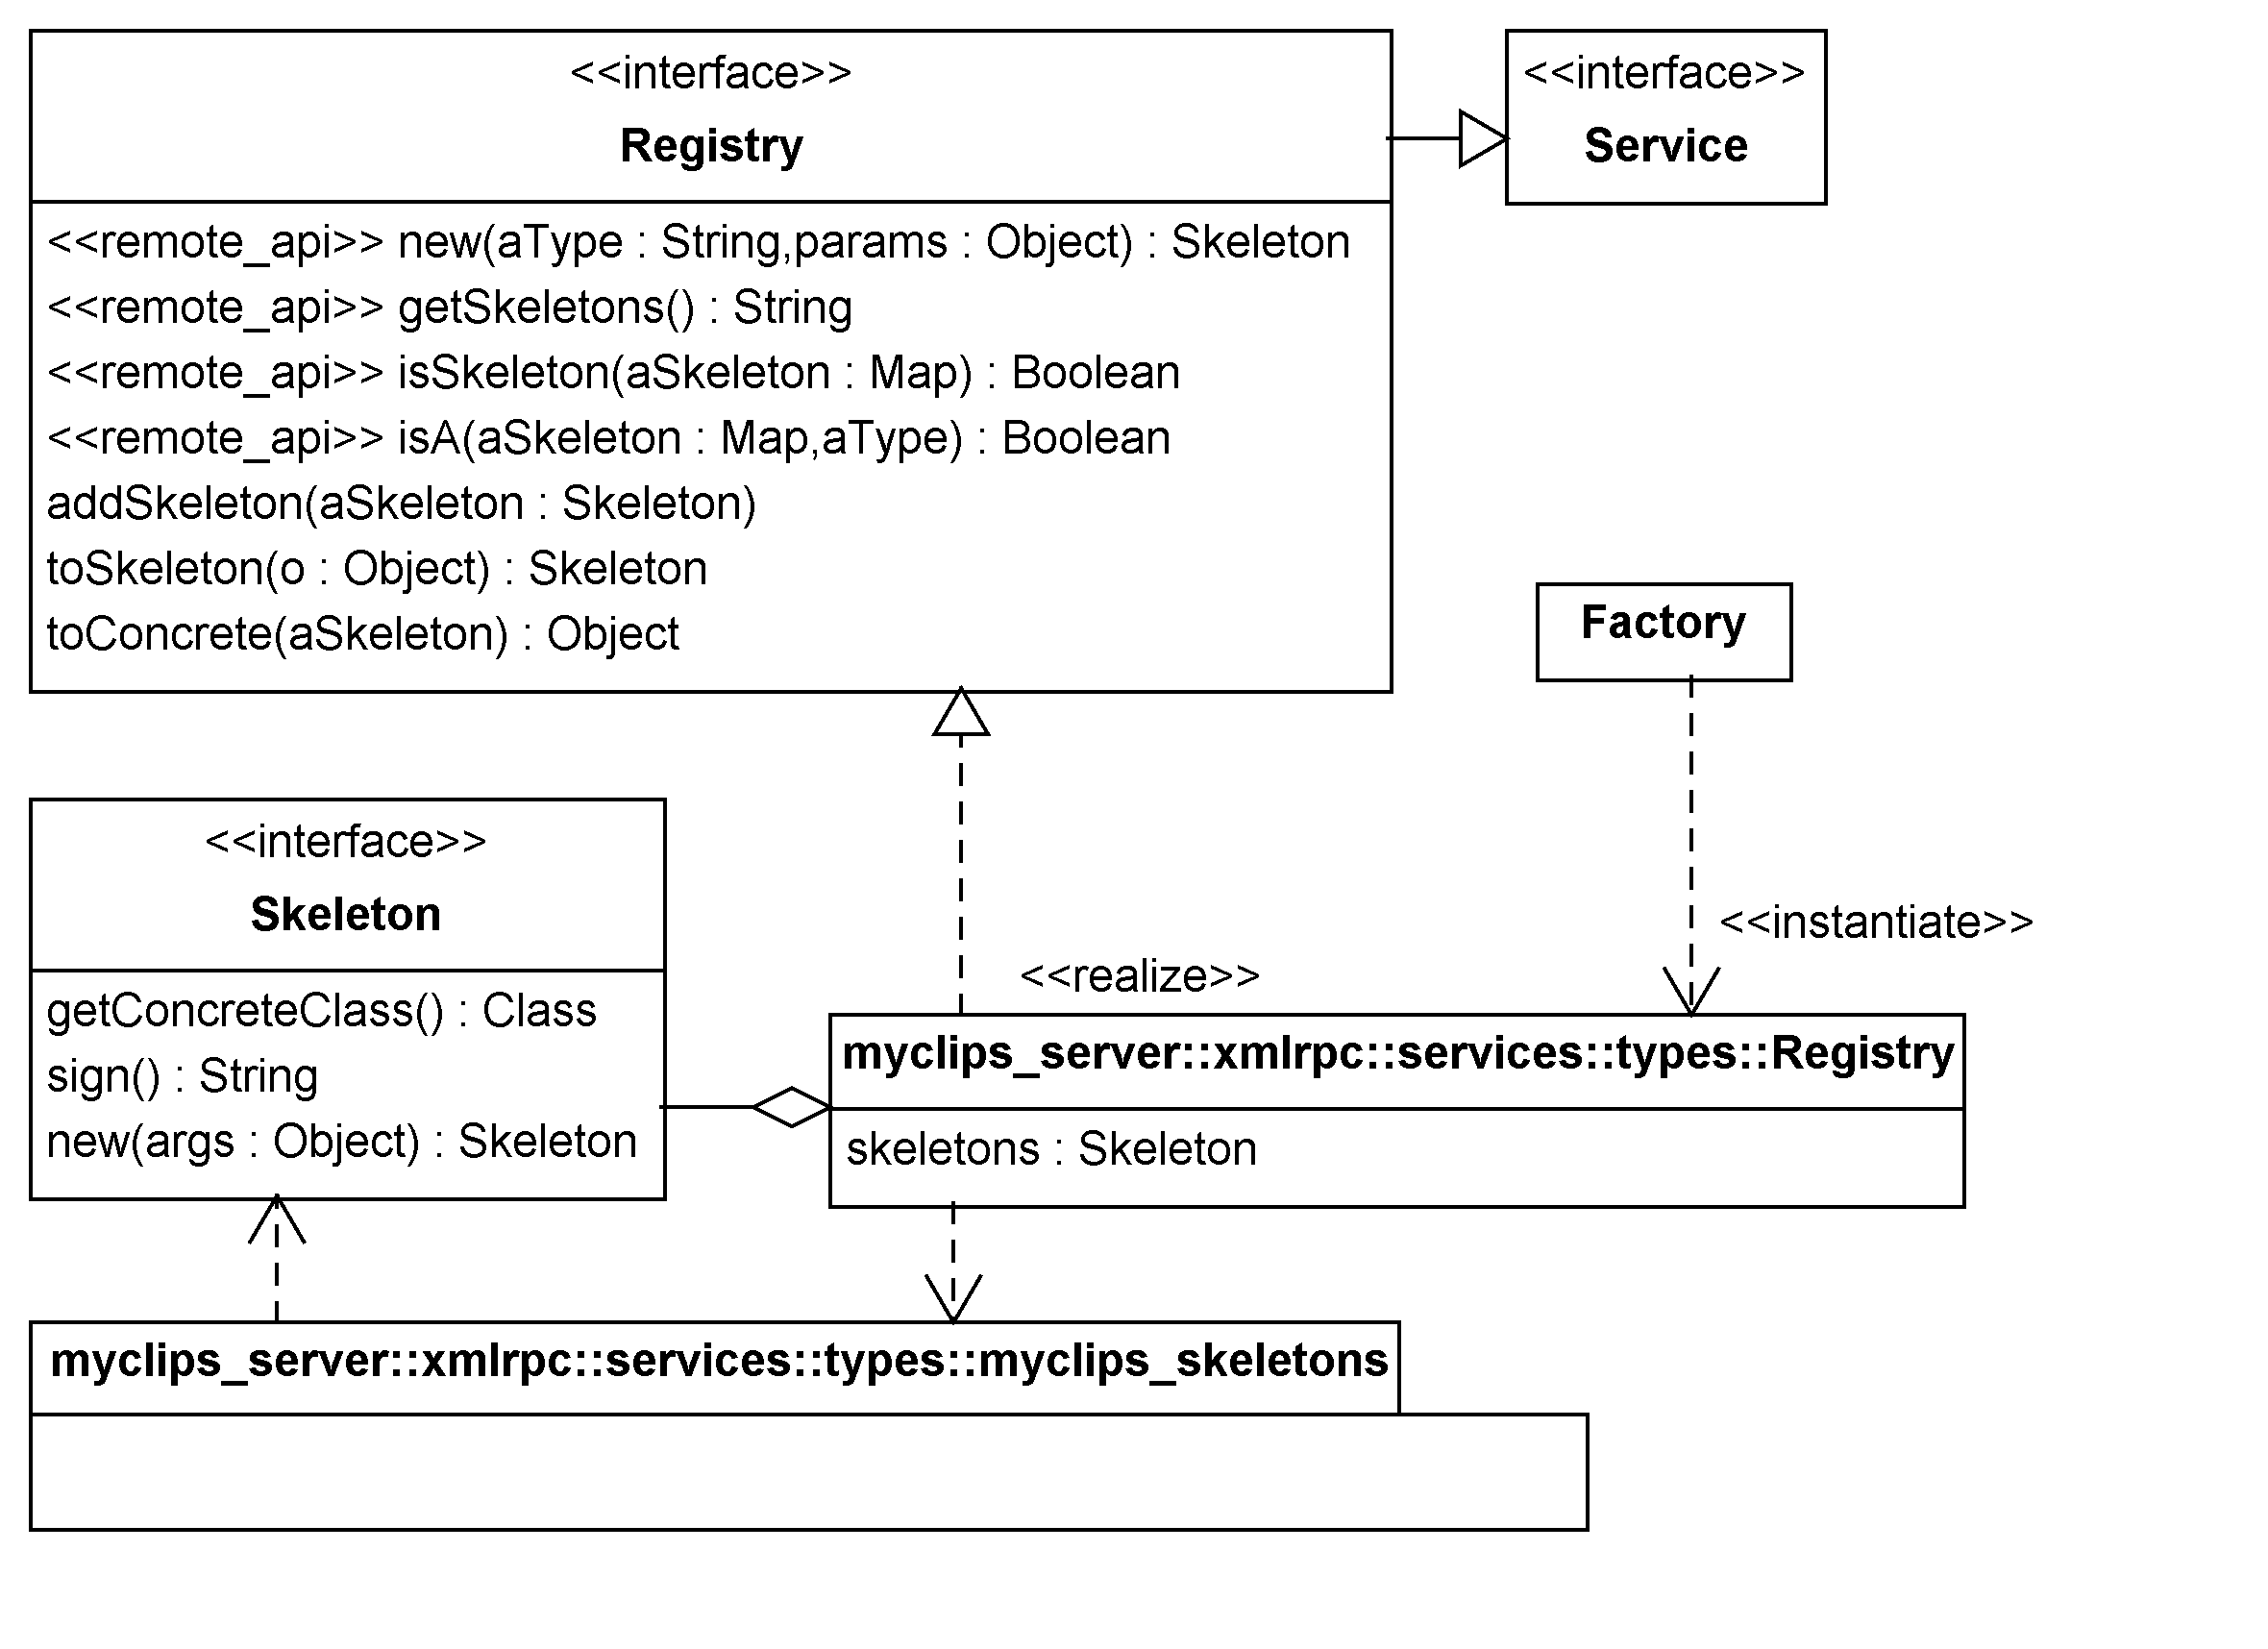 <<interface>>
Registry
<<remote_api>> new(aType : String,params : Object) : Skeleton
<<remote_api>> getSkeletons() : String
<<remote_api>> isSkeleton(aSkeleton : Map) : Boolean
<<remote_api>> isA(aSkeleton : Map,aType) : Boolean
addSkeleton(aSkeleton : Skeleton)
toSkeleton(o : Object) : Skeleton
toConcrete(aSkeleton) : Object
<<interface>>
Service
Factory
<<instantiate>>
<<realize>>
<<interface>>
Skeleton
getConcreteClass() : Class
sign() : String
new(args : Object) : Skeleton
myclips_server::xmlrpc::services::types::Registry
skeletons : Skeleton
myclips_server::xmlrpc::services::types::myclips_skeletons